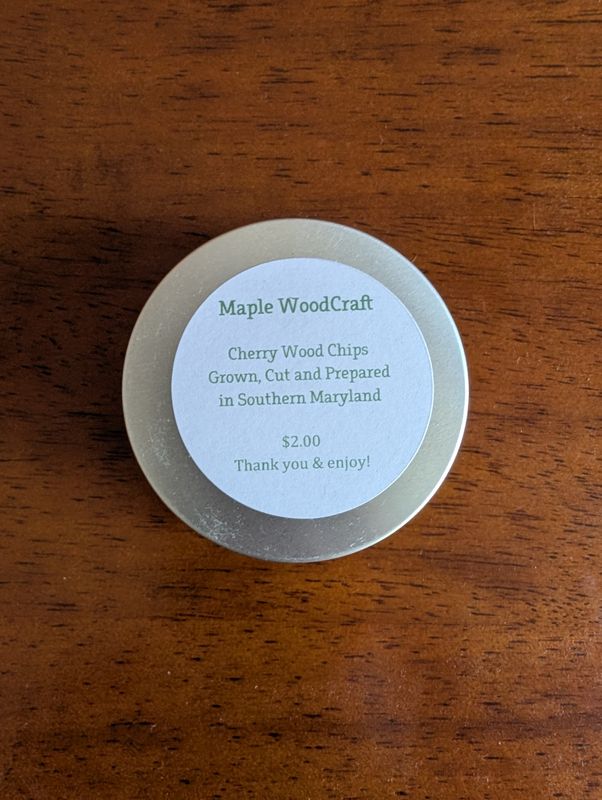 Maple WoodCraft
Cherry Wood Chips
Grown, Cut and Prepared
in Southern Maryland
$2.00
Thank you & enjoy!